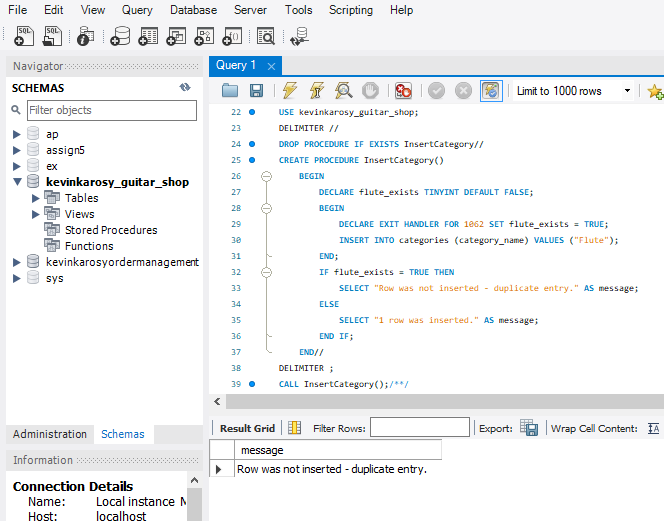 File Edit View Query Database Server Tools Scripting Help
Navigator
SCHEMAS
Filter objects
ap
assign5
ex
kevinkarosy_guitar_shop
Tables
Views
Stored Procedures
Functions
kevinkarosyordermanagement
sys
Administration Schemas
Information
Connection Details
Name: Local instance
Host: localhost
Query 1
Limit to 1000 rows
22 USE kevinkarosy_guitar_shop;
23 DELIMITER //
24 DROP PROCEDURE IF EXISTS InsertCategory//
25 CREATE PROCEDURE InsertCategory()
26 BEGIN
27 DECLARE flute_exists TINYINT DEFAULT FALSE;
28 BEGIN
29 DECLARE EXIT HANDLER FOR 1062 SET flute_exists = TRUE;
30 INSERT INTO categories (category_name) VALUES ("Flute");
31 END;
32 IF flute_exists = TRUE THEN
33 SELECT "Row was not inserted - duplicate entry." AS message;
34 ELSE
35 SELECT "1 row was inserted." AS message;
36 END IF;
37 END//
38 DELIMITER ;
39 CALL InsertCategory();/**/
Result Grid Filter Rows: Export: Wrap Cell Content:
message
Row was not inserted - duplicate entry.